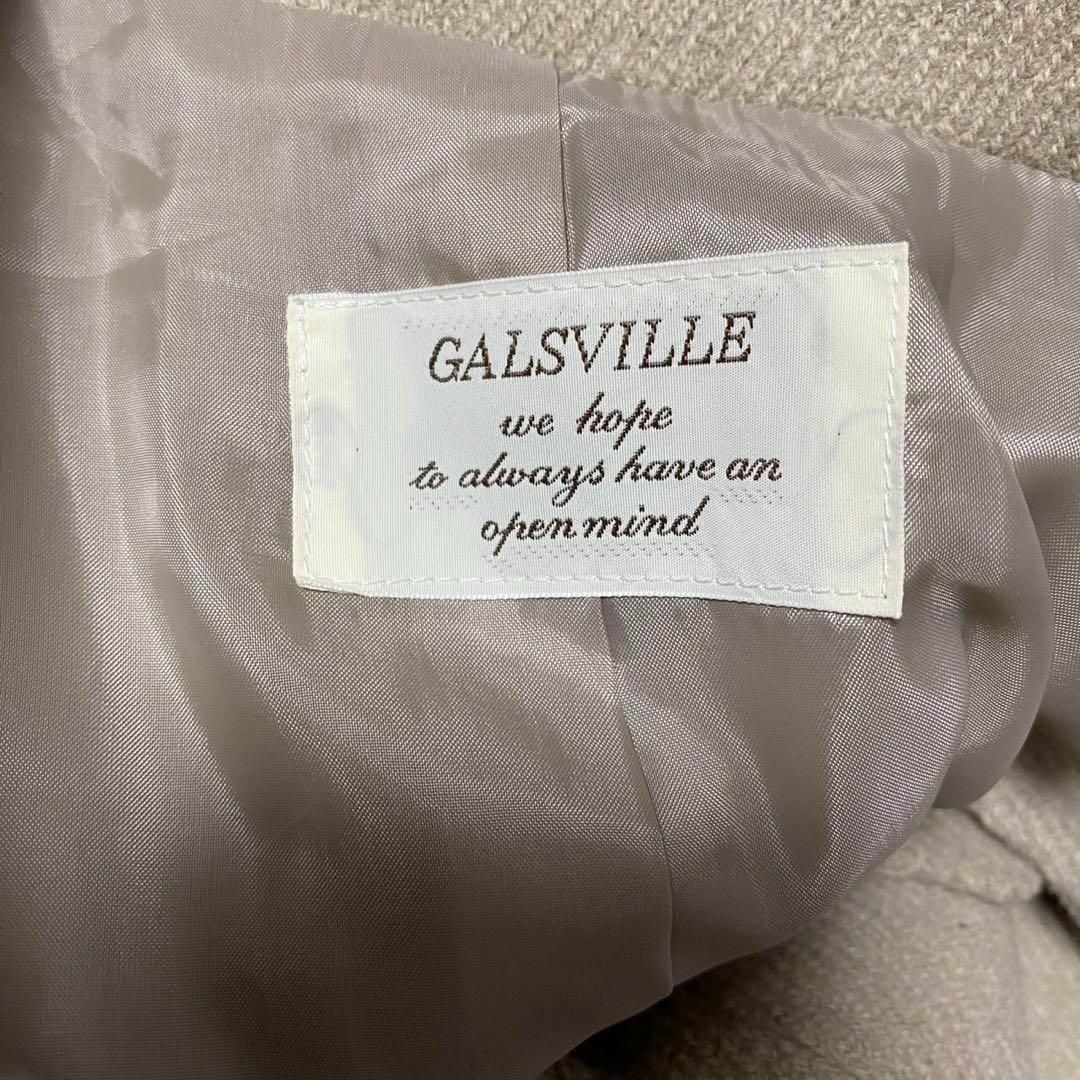 GALSVILLE
we hope
to always have an
open mind